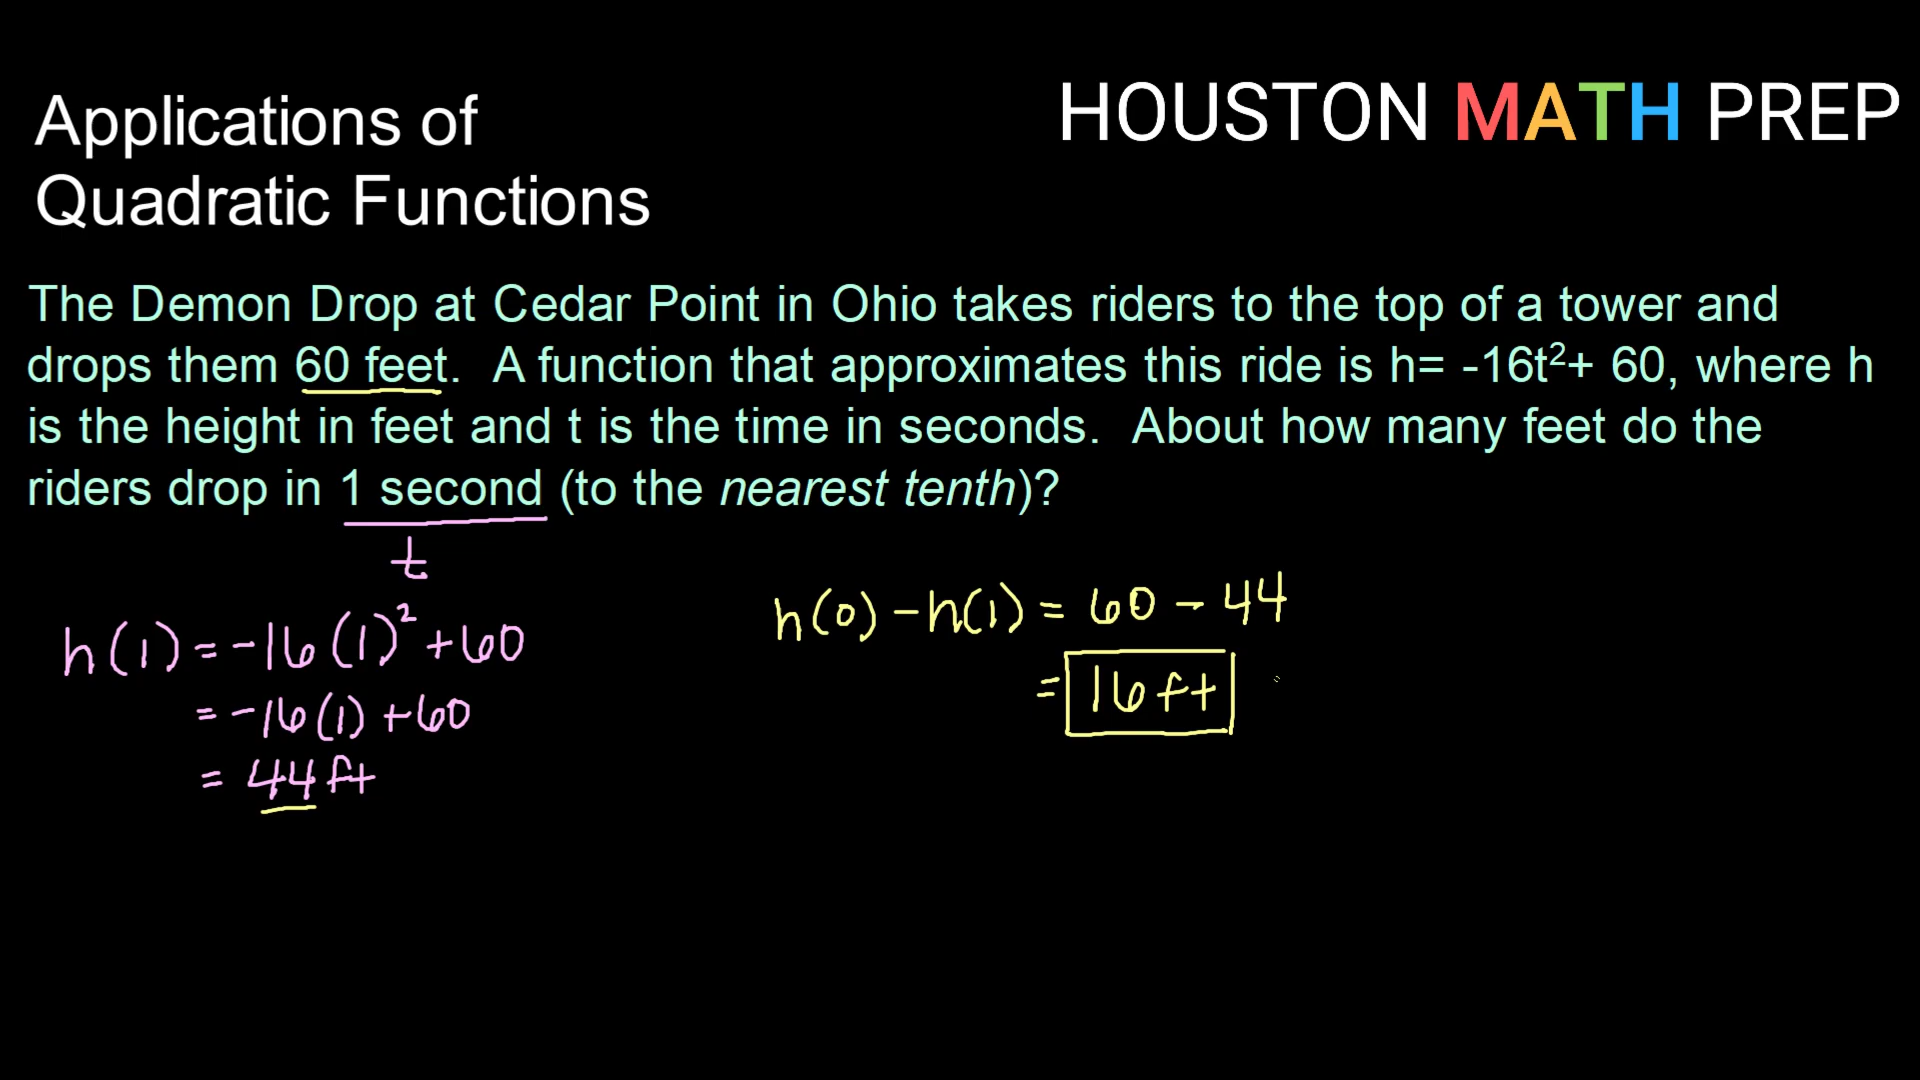 Applications of
Quadratic Functions
HOUSTON MATH PREP
The Demon Drop at Cedar Point in Ohio takes riders to the top of a tower and
drops them 60 feet.  A function that approximates this ride is h= -16t²+ 60, where h
is the height in feet and t is the time in seconds.  About how many feet do the
riders drop in 1 second (to the nearest tenth)?
t
h(1) = -16(1)² + 60
= -16(1) + 60
= 44 ft
h(0) - h(1) = 60 - 44
= 16 ft